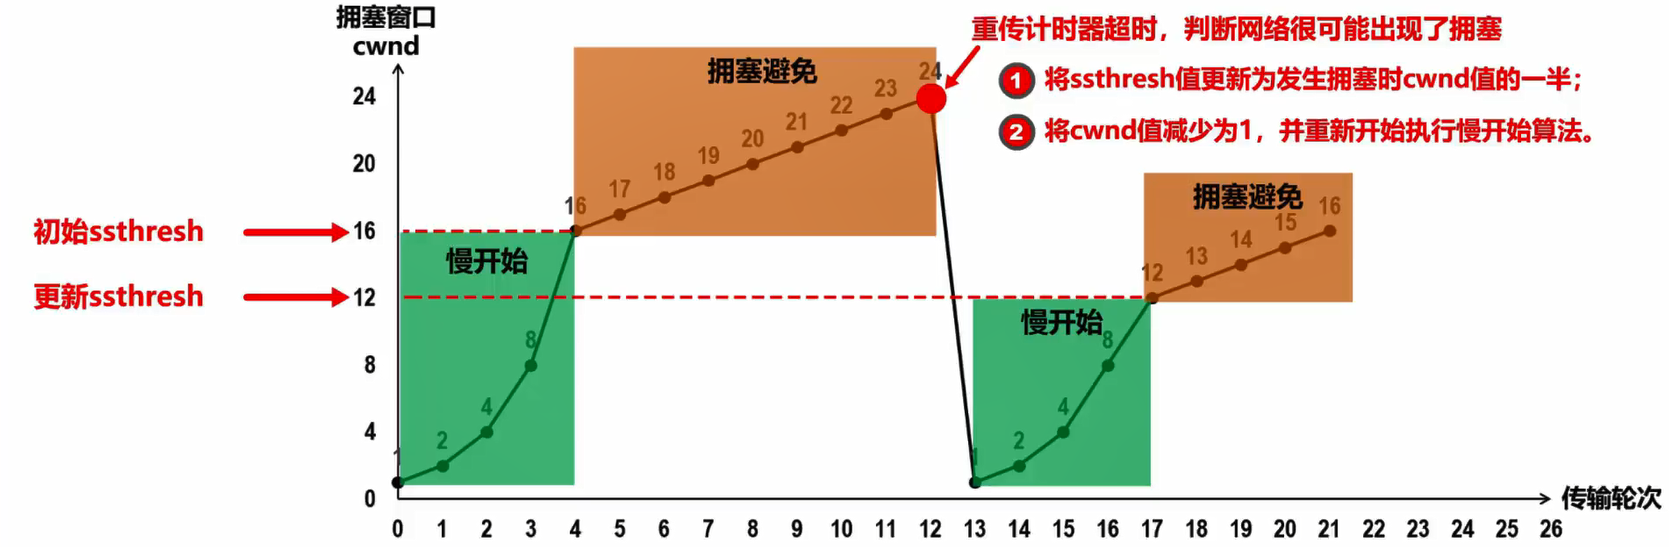 拥塞窗口
cwnd
重传计时器超时，判断网络很可能出现了拥塞
1 将ssthresh值更新为发生拥塞时cwnd值的一半；
2 将cwnd值减少为1，并重新开始执行慢开始算法。
拥塞避免
24
24
23
22
21
20
20
19
18
17
16
拥塞避免
16
15
14
13
12
初始ssthresh
16
慢开始
更新ssthresh
12
慢开始
8
8
8
4
4
4
2
2
1
1
0
传输轮次
0 1 2 3 4 5 6 7 8 9 10 11 12 13 14 15 16 17 18 19 20 21 22 23 24 25 26